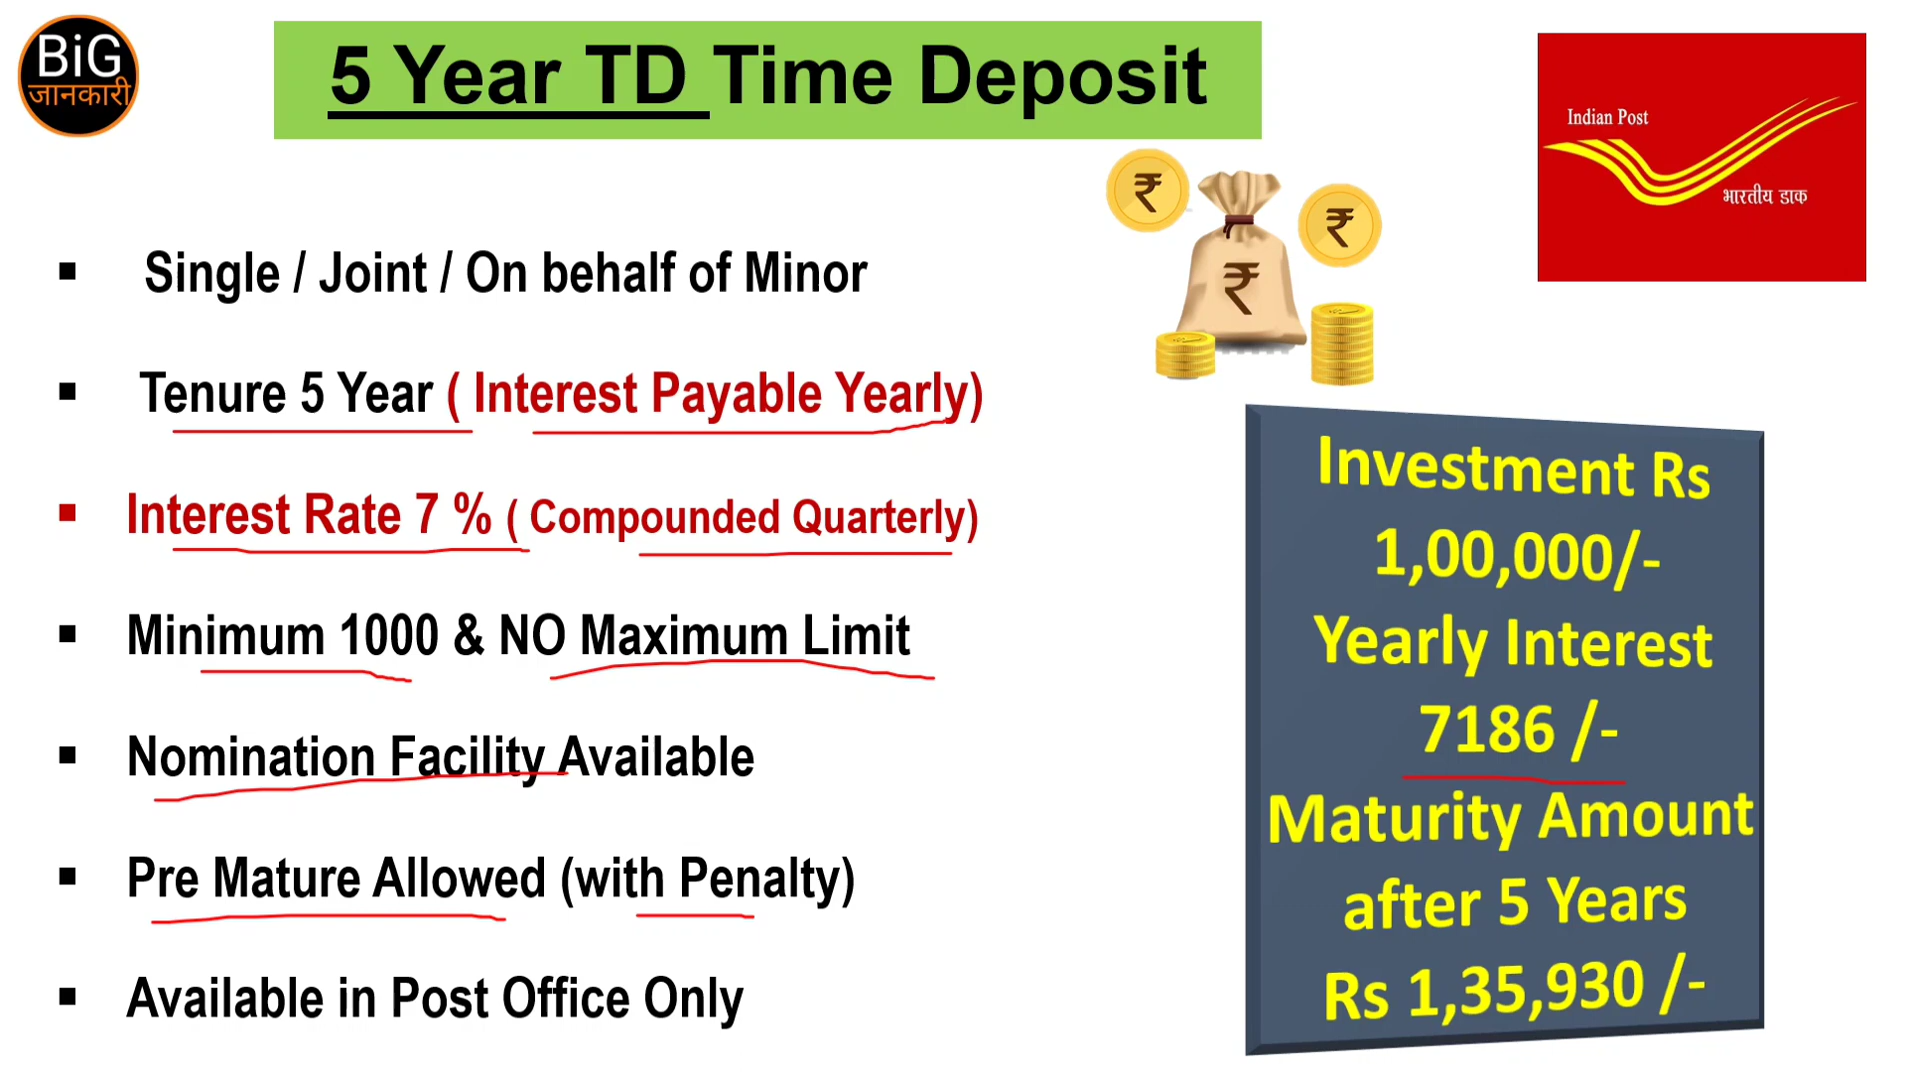 BiG
जानकारी
5 Year TD Time Deposit
Indian Post
भारतीय डाक
₹
₹
₹
▪ Single / Joint / On behalf of Minor
▪ Tenure 5 Year ( Interest Payable Yearly)
▪ Interest Rate 7 % ( Compounded Quarterly)
▪ Minimum 1000 & NO Maximum Limit
▪ Nomination Facility Available
▪ Pre Mature Allowed (with Penalty)
▪ Available in Post Office Only
Investment Rs
1,00,000/-
Yearly Interest
7186 /-
Maturity Amount
after 5 Years
Rs 1,35,930 /-